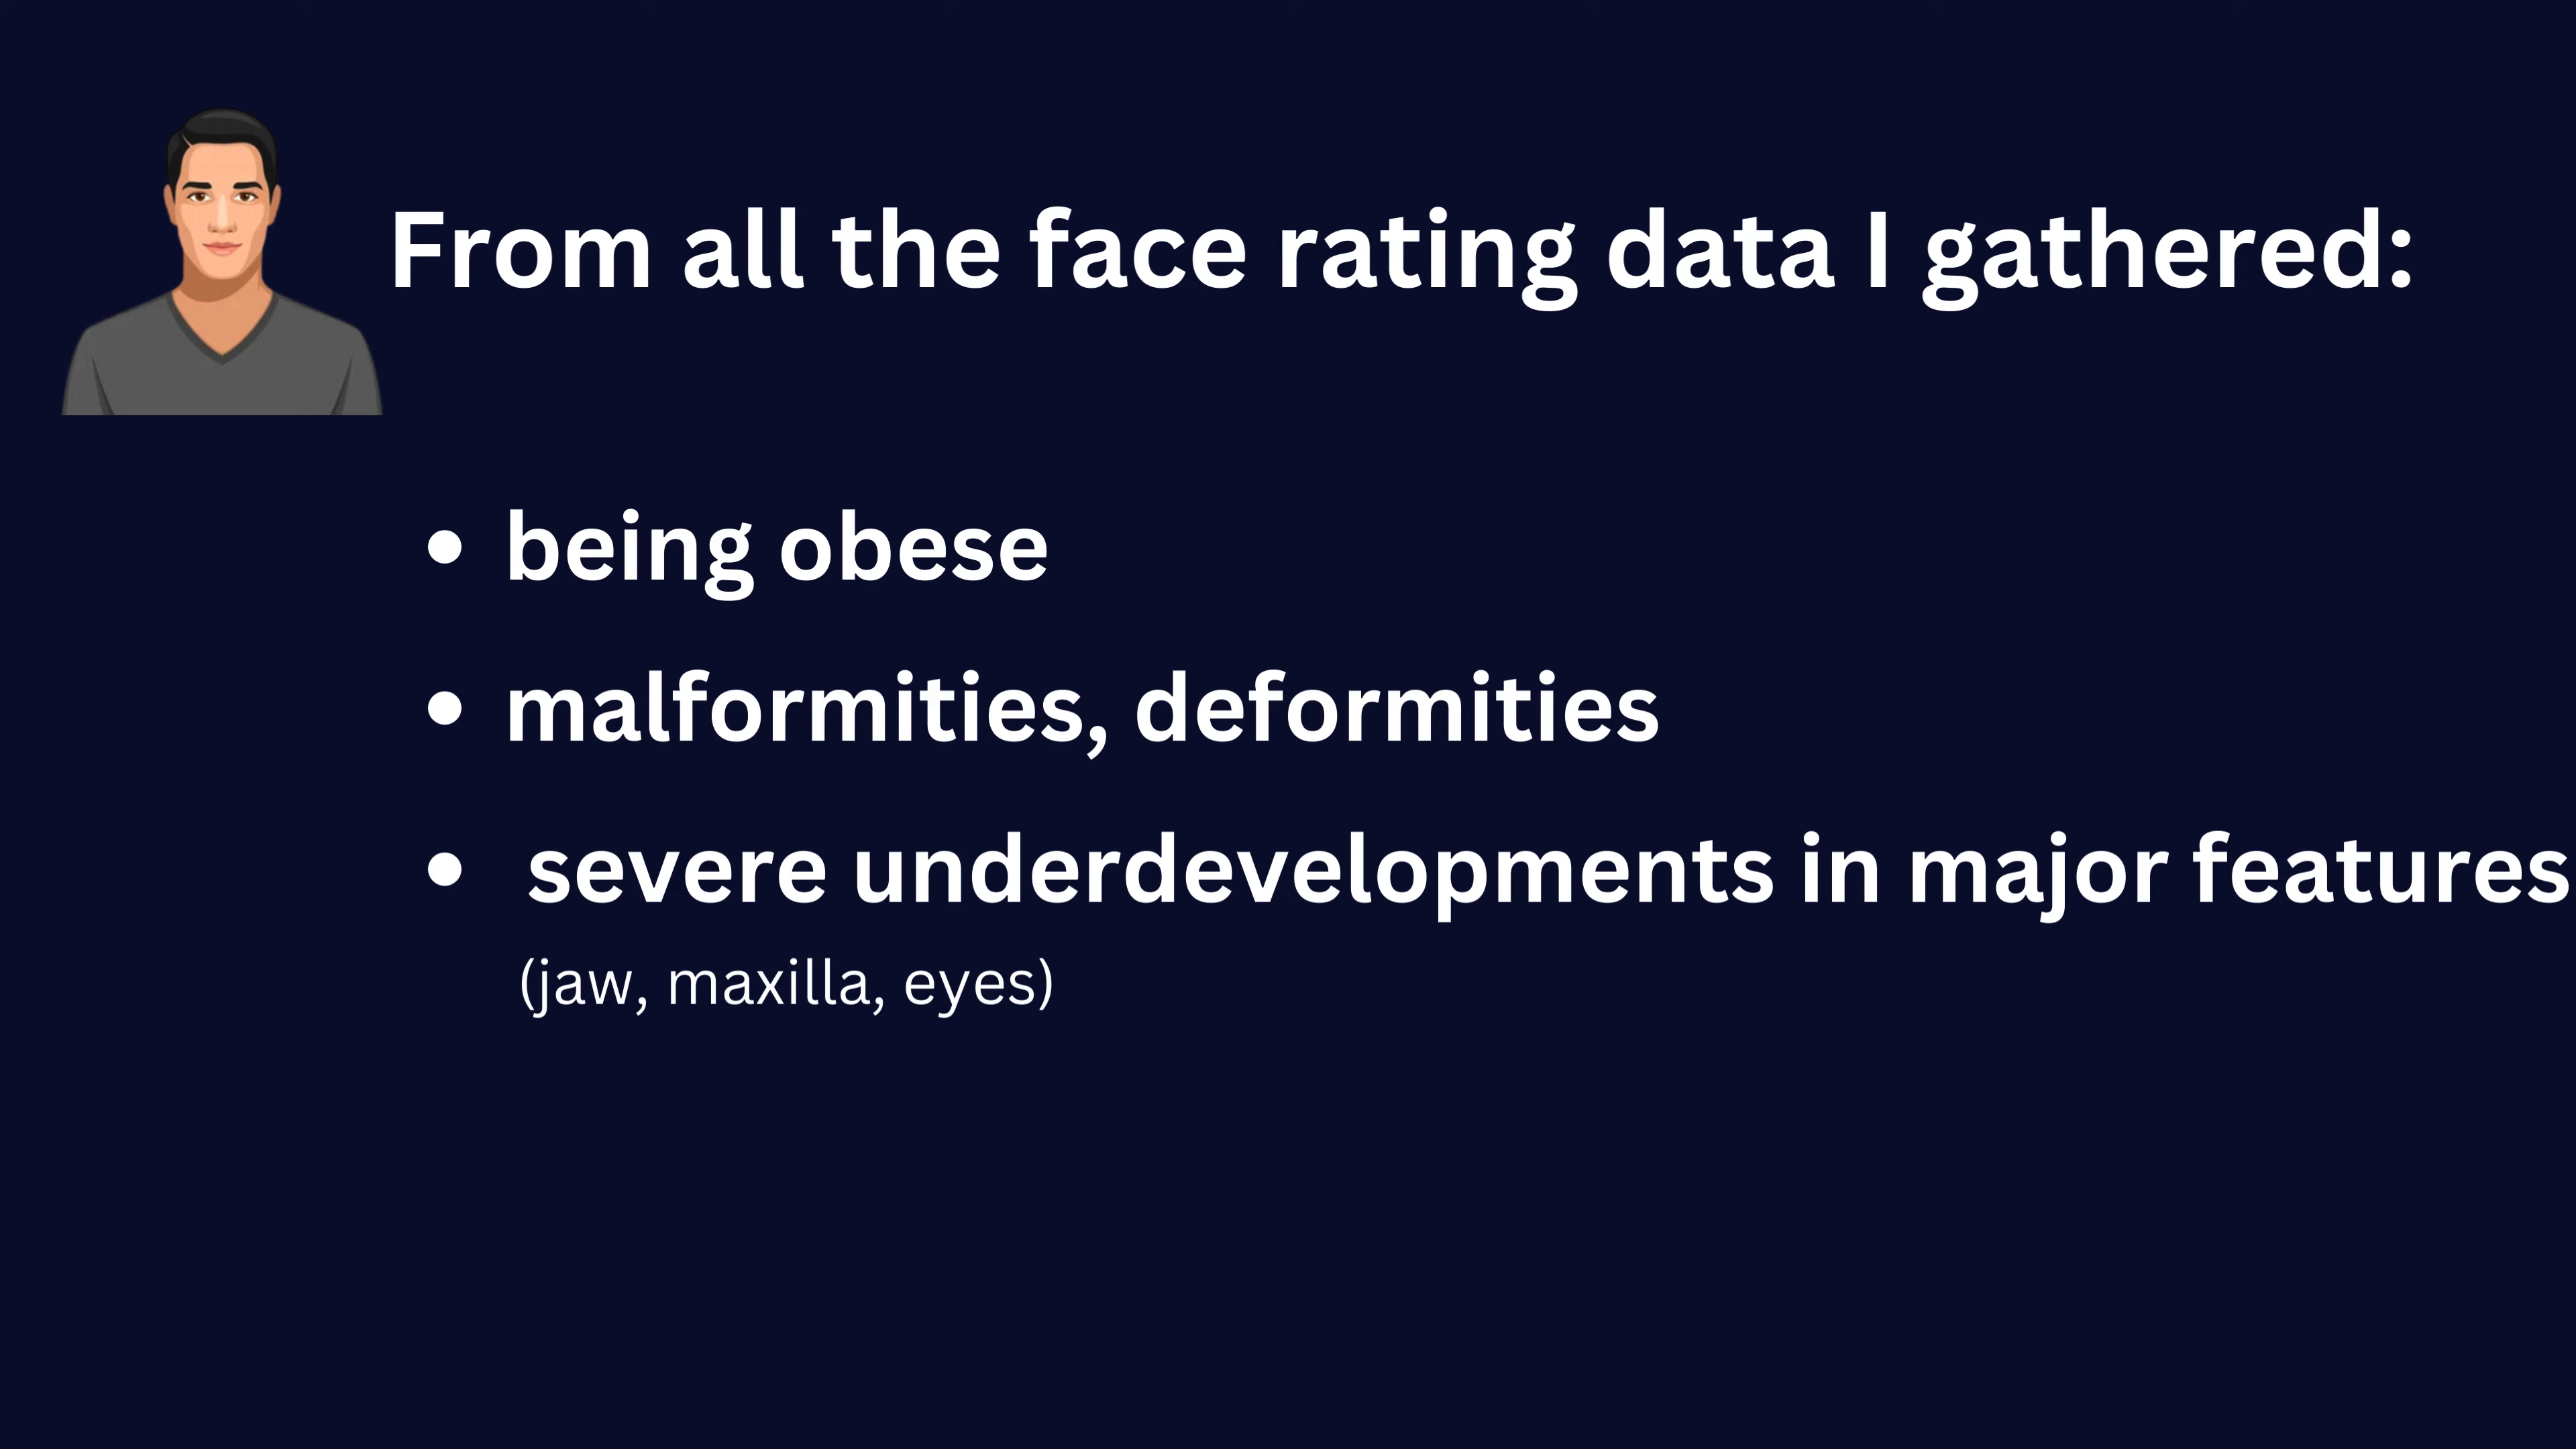 From all the face rating data I gathered:
• being obese
• malformities, deformities
• severe underdevelopments in major features
(jaw, maxilla, eyes)